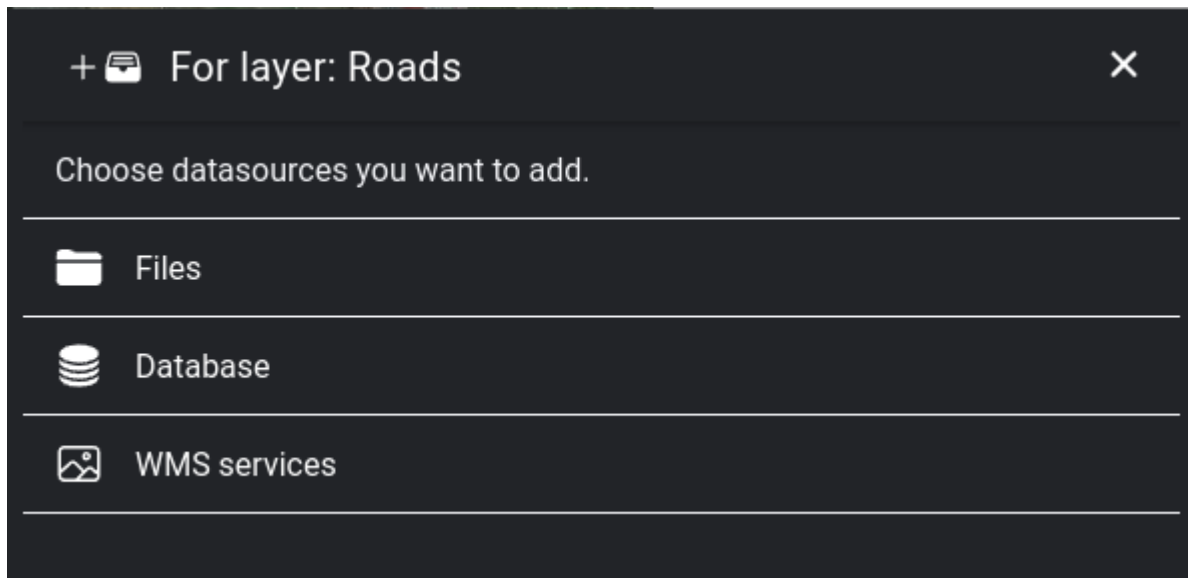 For layer: Roads
Choose datasources you want to add.
Files
Database
WMS services